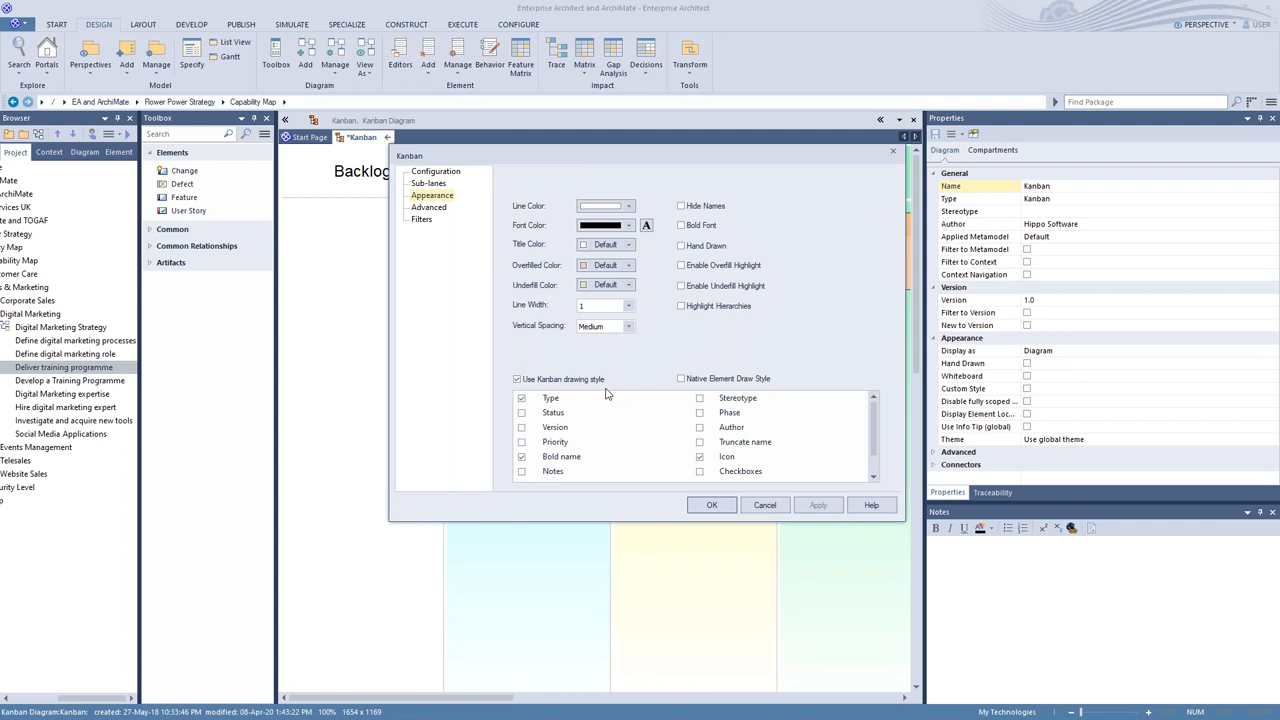 Enterprise Architect and ArchiMate - Enterprise Architect
START DESIGN LAYOUT DEVELOP PUBLISH SIMULATE SPECIALIZE CONSTRUCT EXECUTE CONFIGURE PERSPECTIVE USER
List View
Gantt
Search Portals Perspectives Add Manage Specify Toolbox Add Manage View As Editors Add Manage Behavior Feature Matrix Trace Matrix Gap Analysis Decisions Transform
Explore Model Diagram Element Impact Tools
/ EA and ArchiMate Flower Power Strategy Capability Map Find Package
Browser
Project Context Diagram Element
Mate
ArchiMate
Services UK
ate and TOGAF
gy Map
pability Map
tomer Care
Corporate Sales
Digital Marketing
Digital Marketing Strategy
Define digital marketing processes
Define digital marketing role
Deliver training programme
Develop a Training Programme
Digital Marketing expertise
Hire digital marketing expert
Investigate apprenticeships
Social Media Applications
Event Management
Telesales
Website Sales
urity Level
Toolbox
Search
Elements
Change
Defect
Feature
User Story
Common
Common Relationships
Artifacts
Kanban. Kanban Diagram
Start Page *Kanban
Backlog
Kanban
Configuration
Sub-lanes
Appearance
Advanced
Filters
Line Color: Hide Names
Font Color: A Bold Font
Title Color: Default Hand Drawn
Overfilled Color: Default Enable Overfill Highlight
Underfill Color: Default Enable Underfill Highlight
Line Width: 1 Highlight Hierarchies
Vertical Spacing: Medium
Use Kanban drawing style Native Element Draw Style
Type Stereotype
Status Phase
Version Author
Priority Truncate name
Bold name Icon
Notes Checkboxes
OK Cancel Apply Help
Properties
Diagram Compartments
General
Name Kanban
Type Kanban
Stereotype
Author Hippo Software
Applied Metamodel Default
Filter to Metamodel
Filter to Context
Context Navigation
Version
Version 1.0
Filter to Version
New to Version
Appearance
Display as Diagram
Hand Drawn
Whiteboard
Custom Style
Disable fully scoped ...
Display Element Loc...
Use Info Tip (global)
Theme Use global theme
Advanced
Connectors
Properties Traceability
Notes
B I U A
Kanban Diagram:Kanban: created: 27-May-18 10:33:46 PM modified: 08-Apr-20 1:43:22 PM 100% 1654 x 1169 My Technologies NUM